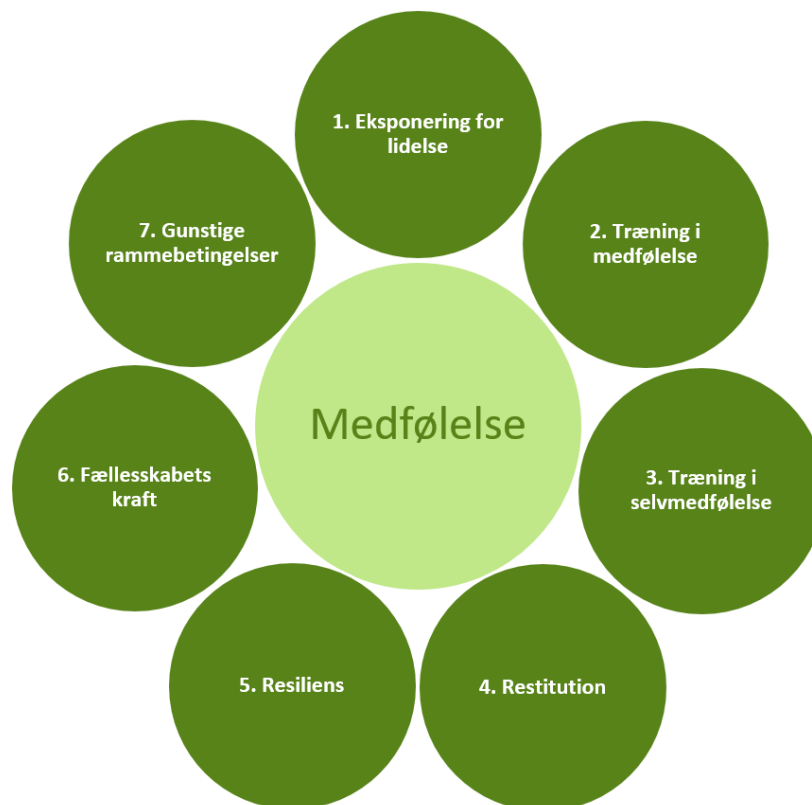 1. Eksponering for
lidelse
2. Træning i
medfølelse
3. Træning i
selvmedfølelse
4. Restitution
5. Resiliens
6. Fællesskabets
kraft
7. Gunstige
rammebetingelser
Medfølelse